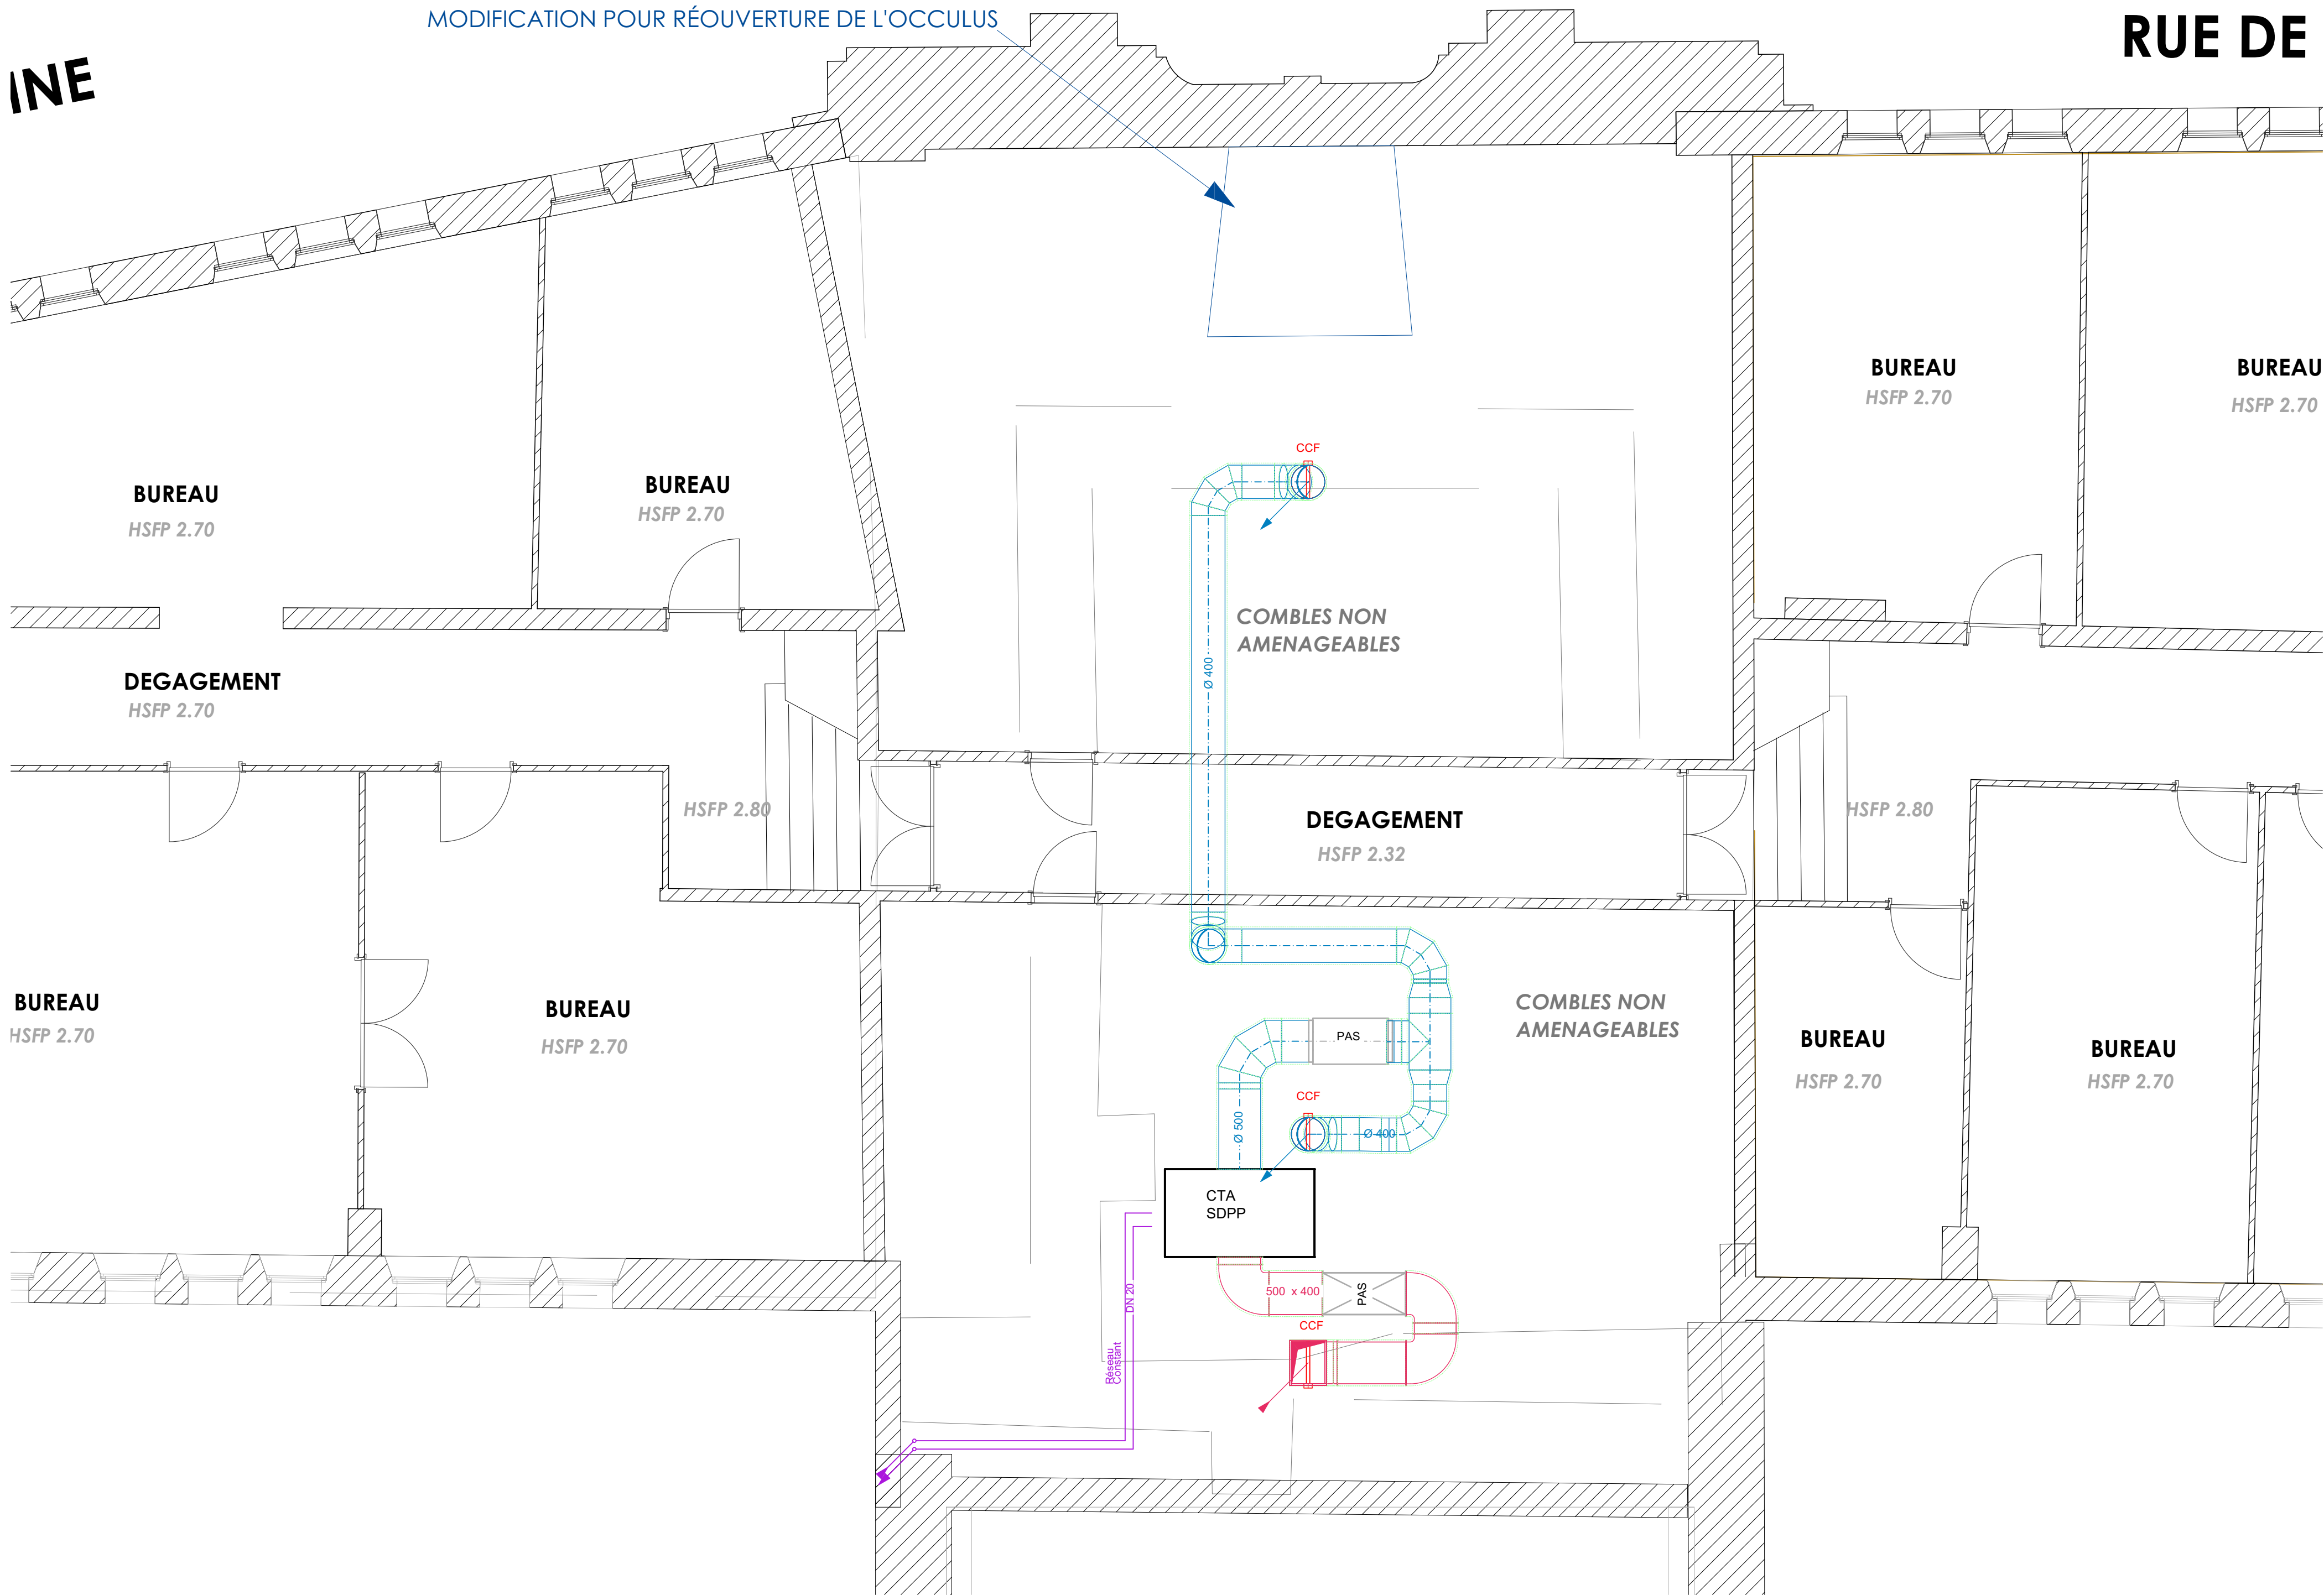 MODIFICATION POUR RÉOUVERTURE DE L'OCCULUS
RUE DE
INE
BUREAU
HSFP 2.70
BUREAU
HSFP 2.70
CCF
BUREAU
HSFP 2.70
BUREAU
HSFP 2.70
COMBLES NON
AMENAGEABLES
Ø 400
DEGAGEMENT
HSFP 2.70
HSFP 2.80
DEGAGEMENT
HSFP 2.32
HSFP 2.80
BUREAU
HSFP 2.70
BUREAU
HSFP 2.70
COMBLES NON
AMENAGEABLES
PAS
BUREAU
HSFP 2.70
BUREAU
HSFP 2.70
CCF
Ø 500
Ø 400
CTA
SDPP
500 x 400
PAS
CCF
DN 20
Réseau
Constant